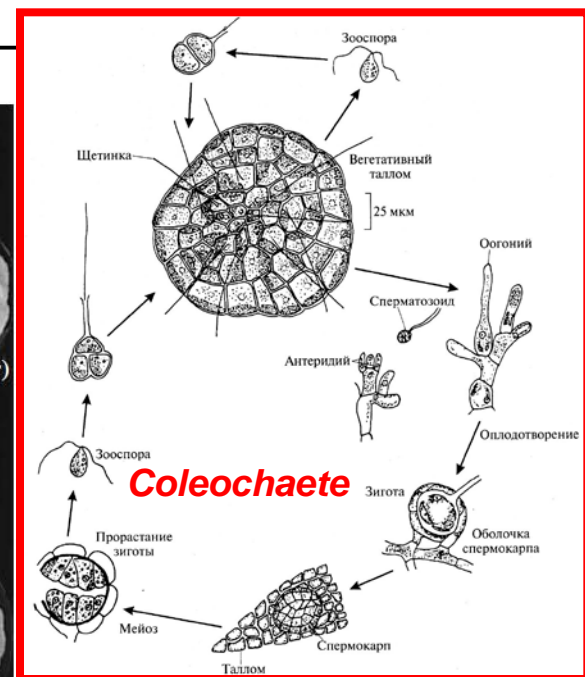 Зооспора
Щетинка
Вегетативный
таллом
25 мкм
Оогоний
Сперматозоид
Антеридий
Оплодотворение
Зооспора
Coleochaete
Зигота
Оболочка
спермокарпа
Прорастание
зиготы
Мейоз
Спермокарп
Таллом